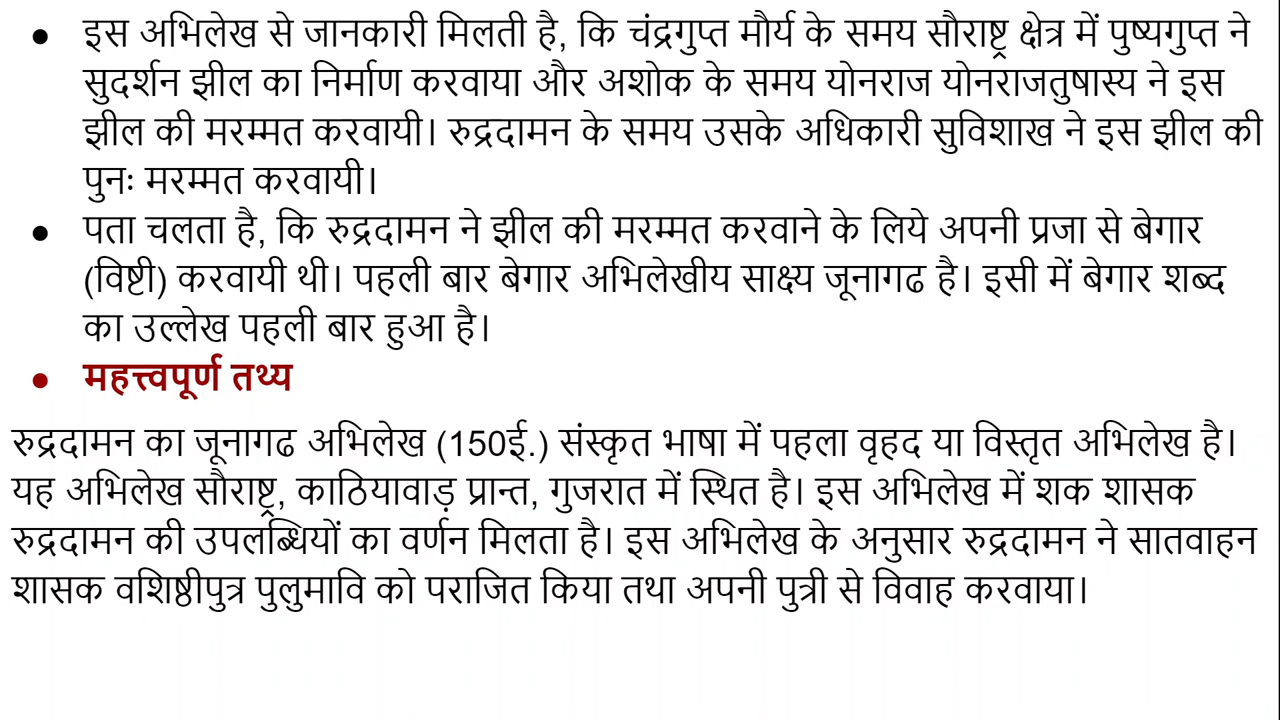 ● इस अभिलेख से जानकारी मिलती है, कि चंद्रगुप्त मौर्य के समय सौराष्ट्र क्षेत्र में पुष्यगुप्त ने
सुदर्शन झील का निर्माण करवाया और अशोक के समय योनराज योनराजतुषास्य ने इस
झील की मरम्मत करवायी। रुद्रदामन के समय उसके अधिकारी सुविशाख ने इस झील की
पुनः मरम्मत करवायी।
● पता चलता है, कि रुद्रदामन ने झील की मरम्मत करवाने के लिये अपनी प्रजा से बेगार
(विष्टी) करवायी थी। पहली बार बेगार अभिलेखीय साक्ष्य जूनागढ है। इसी में बेगार शब्द
का उल्लेख पहली बार हुआ है।
● महत्त्वपूर्ण तथ्य
रुद्रदामन का जूनागढ अभिलेख (150ई.) संस्कृत भाषा में पहला वृहद या विस्तृत अभिलेख है।
यह अभिलेख सौराष्ट्र, काठियावाड़ प्रान्त, गुजरात में स्थित है। इस अभिलेख में शक शासक
रुद्रदामन की उपलब्धियों का वर्णन मिलता है। इस अभिलेख के अनुसार रुद्रदामन ने सातवाहन
शासक वशिष्ठीपुत्र पुलुमावि को पराजित किया तथा अपनी पुत्री से विवाह करवाया।